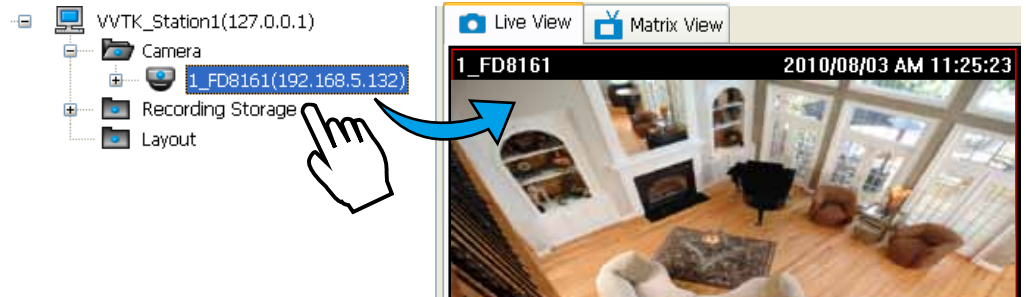 VVTK_Station1(127.0.0.1)
Camera
1_FD8161(192.168.5.132)
Recording Storage
Layout
Live View
Matrix View
1_FD8161
2010/08/03 AM 11:25:23